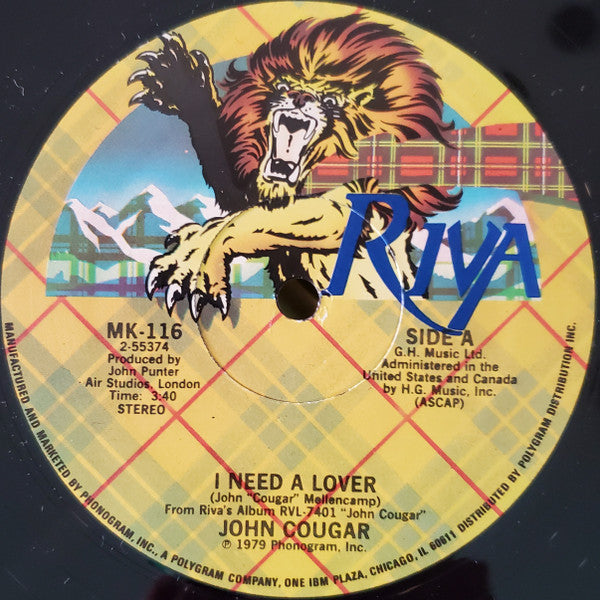 RIVA
MK-116
2-55374
Produced by
John Punter
Air Studios, London
Time: 3:40
STEREO
SIDE A
G.H. Music Ltd.
Administered in the
United States and Canada
by H.G. Music, Inc.
(ASCAP)
I NEED A LOVER
(John "Cougar" Mellencamp)
From Riva's Album RVL-7401 "John Cougar"
JOHN COUGAR
℗ 1979 Phonogram, Inc.
MANUFACTURED AND MARKETED BY PHONOGRAM, INC., A POLYGRAM COMPANY, ONE IBM PLAZA, CHICAGO, IL 60611 DISTRIBUTED BY POLYGRAM DISTRIBUTION INC.